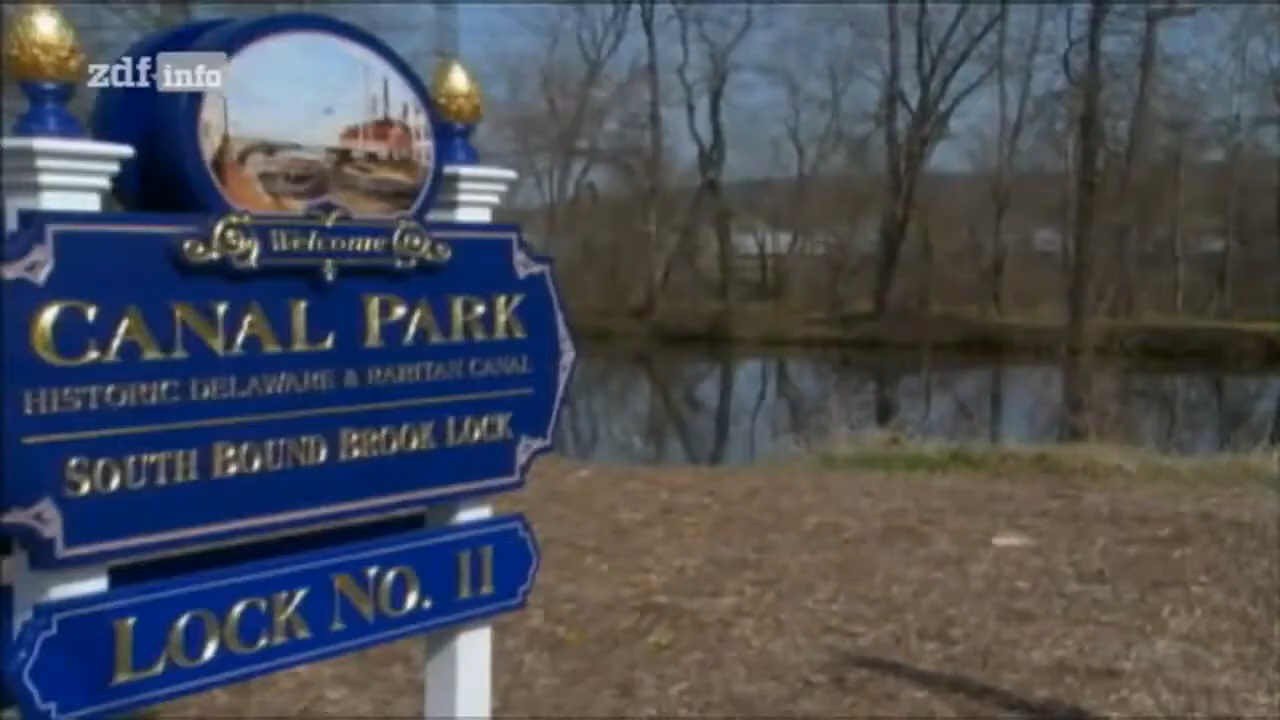 zdf info
Welcome
CANAL PARK
HISTORIC DELAWARE & RARITAN CANAL
SOUTH BOUND BROOK LOCK
LOCK NO. 11